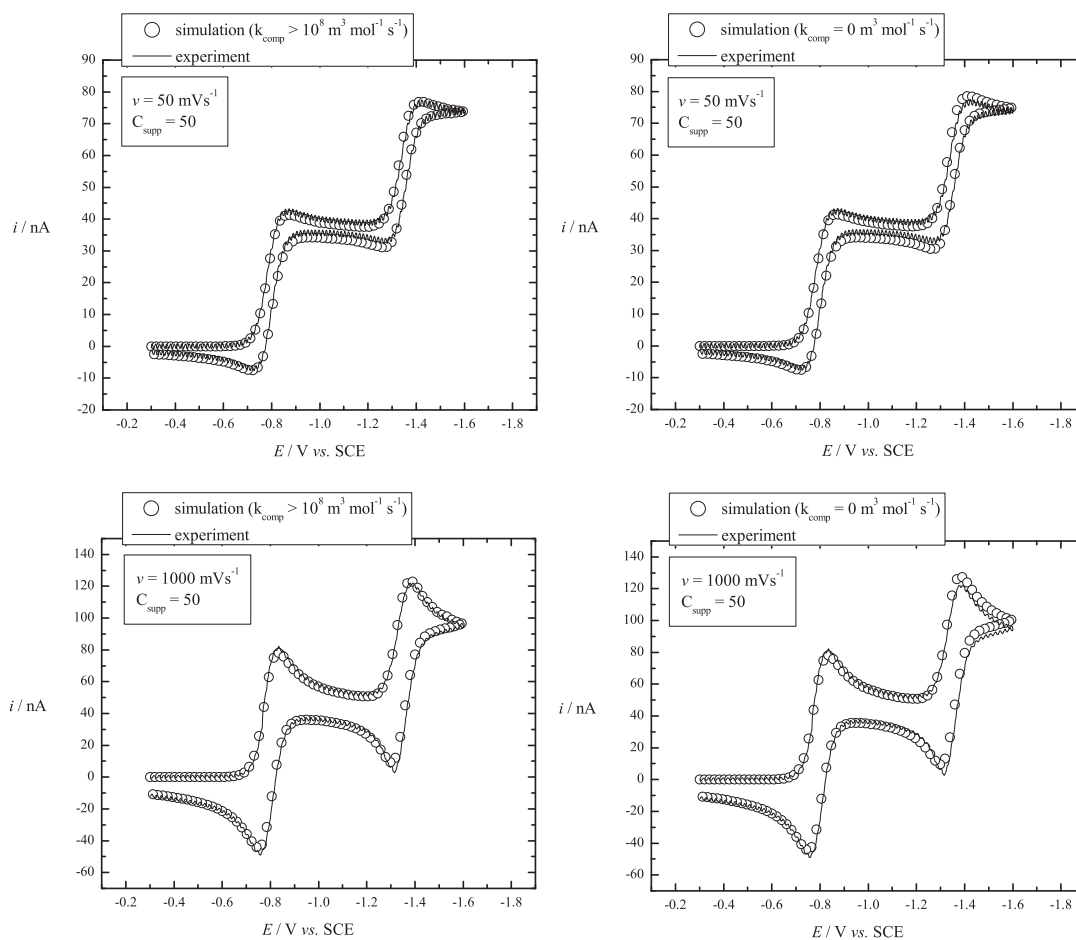 simulation (k_comp > 10^8 m^3 mol^-1 s^-1)
experiment
v = 50 mVs^-1
C_supp = 50
90
80
70
60
50
40
30
20
10
0
-10
-20
i / nA
-0.2 -0.4 -0.6 -0.8 -1.0 -1.2 -1.4 -1.6 -1.8
E / V vs. SCE
simulation (k_comp = 0 m^3 mol^-1 s^-1)
experiment
v = 50 mVs^-1
C_supp = 50
90
80
70
60
50
40
30
20
10
0
-10
-20
i / nA
-0.2 -0.4 -0.6 -0.8 -1.0 -1.2 -1.4 -1.6 -1.8
E / V vs. SCE
simulation (k_comp > 10^8 m^3 mol^-1 s^-1)
experiment
v = 1000 mVs^-1
C_supp = 50
140
120
100
80
60
40
20
0
-20
-40
-60
i / nA
-0.2 -0.4 -0.6 -0.8 -1.0 -1.2 -1.4 -1.6 -1.8
E / V vs. SCE
simulation (k_comp = 0 m^3 mol^-1 s^-1)
experiment
v = 1000 mVs^-1
C_supp = 50
140
120
100
80
60
40
20
0
-20
-40
-60
i / nA
-0.2 -0.4 -0.6 -0.8 -1.0 -1.2 -1.4 -1.6 -1.8
E / V vs. SCE